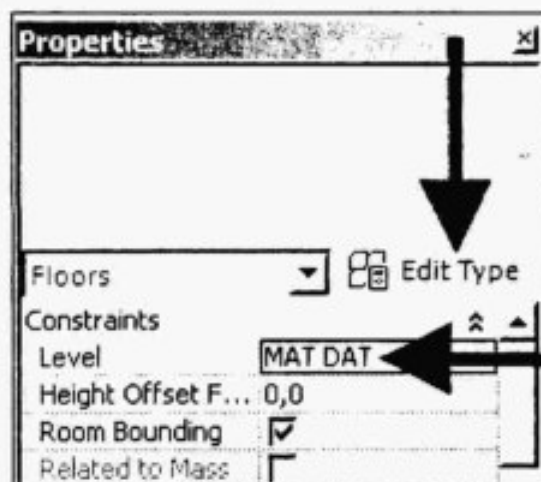 Properties
Floors Edit Type
Constraints
Level MAT DAT
Height Offset F... 0,0
Room Bounding
Related to Mass